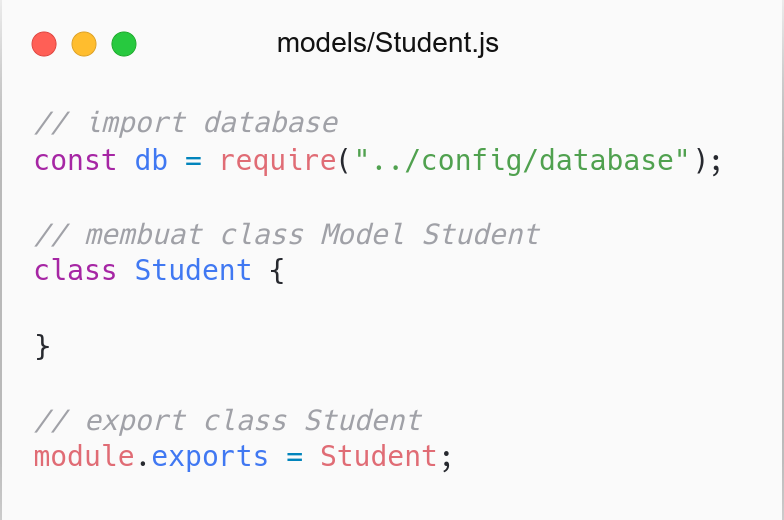 models/Student.js
// import database
const db = require("../config/database");
// membuat class Model Student
class Student {
}
// export class Student
module.exports = Student;